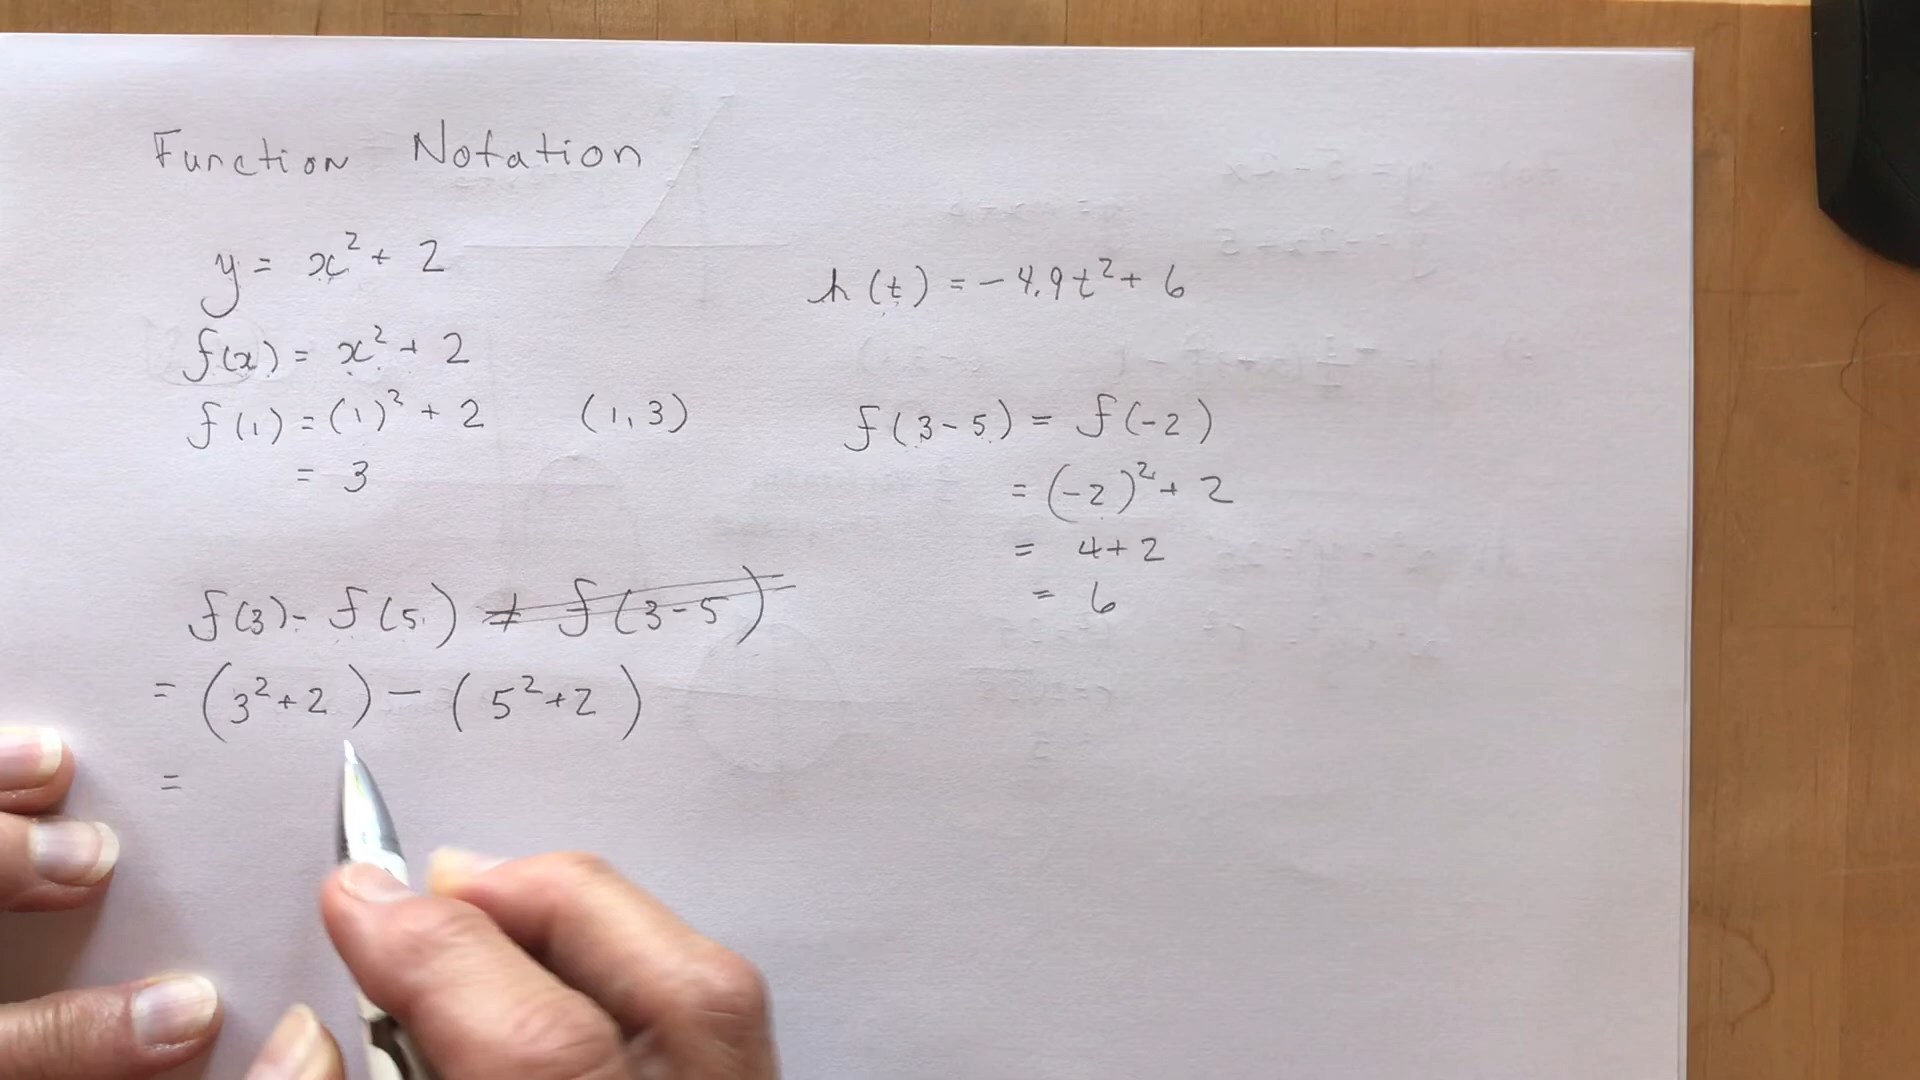 Function Notation
y = x² + 2
f(x) = x² + 2
f(1) = (1)² + 2 (1, 3)
= 3
f(3) - f(5) ≠ f(3-5)
= (3²+2) - (5²+2)
=
h(t) = -4.9t² + 6
f(3-5) = f(-2)
= (-2)² + 2
= 4+2
= 6